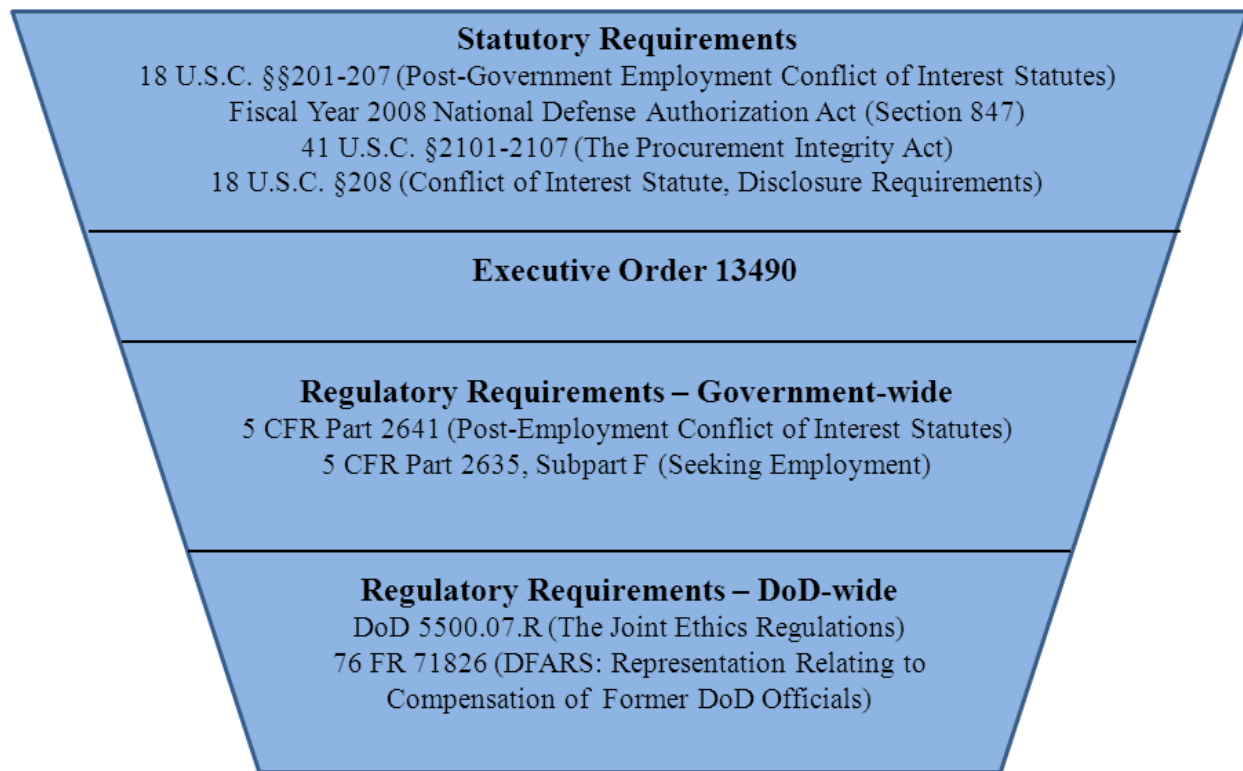 Statutory Requirements
18 U.S.C. §§201-207 (Post-Government Employment Conflict of Interest Statutes)
Fiscal Year 2008 National Defense Authorization Act (Section 847)
41 U.S.C. §2101-2107 (The Procurement Integrity Act)
18 U.S.C. §208 (Conflict of Interest Statute, Disclosure Requirements)
Executive Order 13490
Regulatory Requirements – Government-wide
5 CFR Part 2641 (Post-Employment Conflict of Interest Statutes)
5 CFR Part 2635, Subpart F (Seeking Employment)
Regulatory Requirements – DoD-wide
DoD 5500.07.R (The Joint Ethics Regulations)
76 FR 71826 (DFARS: Representation Relating to
Compensation of Former DoD Officials)